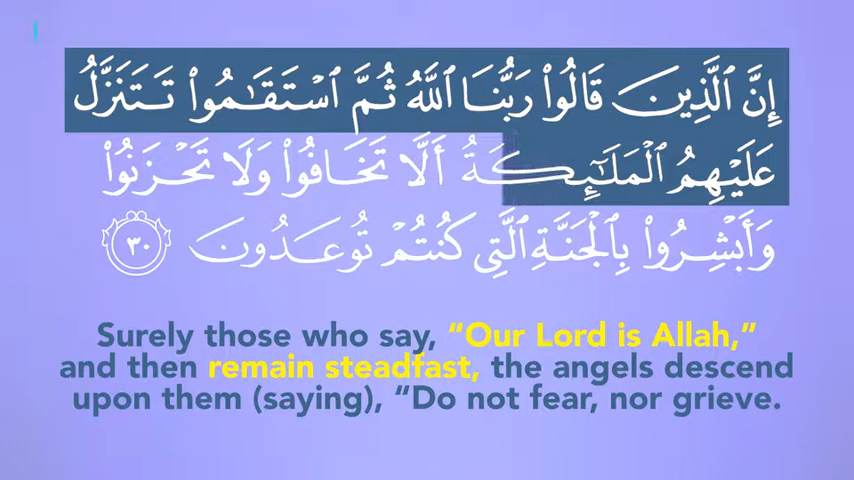 إِنَّ ٱلَّذِينَ قَالُوا۟ رَبُّنَا ٱللَّهُ ثُمَّ ٱسْتَقَـٰمُوا۟ تَتَنَزَّلُ
عَلَيْهِمُ ٱلْمَلَـٰٓئِكَةُ أَلَّا تَخَافُوا۟ وَلَا تَحْزَنُوا۟
وَأَبْشِرُوا۟ بِٱلْجَنَّةِ ٱلَّتِى كُنتُمْ تُوعَدُونَ ٣٠
Surely those who say, “Our Lord is Allah,”
and then remain steadfast, the angels descend
upon them (saying), “Do not fear, nor grieve.